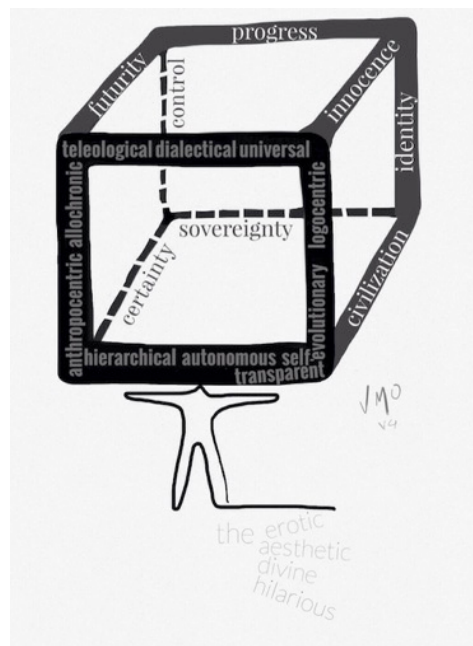 progress
futurity
control
innocence
identity
teleological dialectical universal
anthropocentric allochronic
logocentric
evolutionary
sovereignty
certainty
civilization
hierarchical autonomous self-
transparent
VMO
v4
the erotic
aesthetic
divine
hilarious